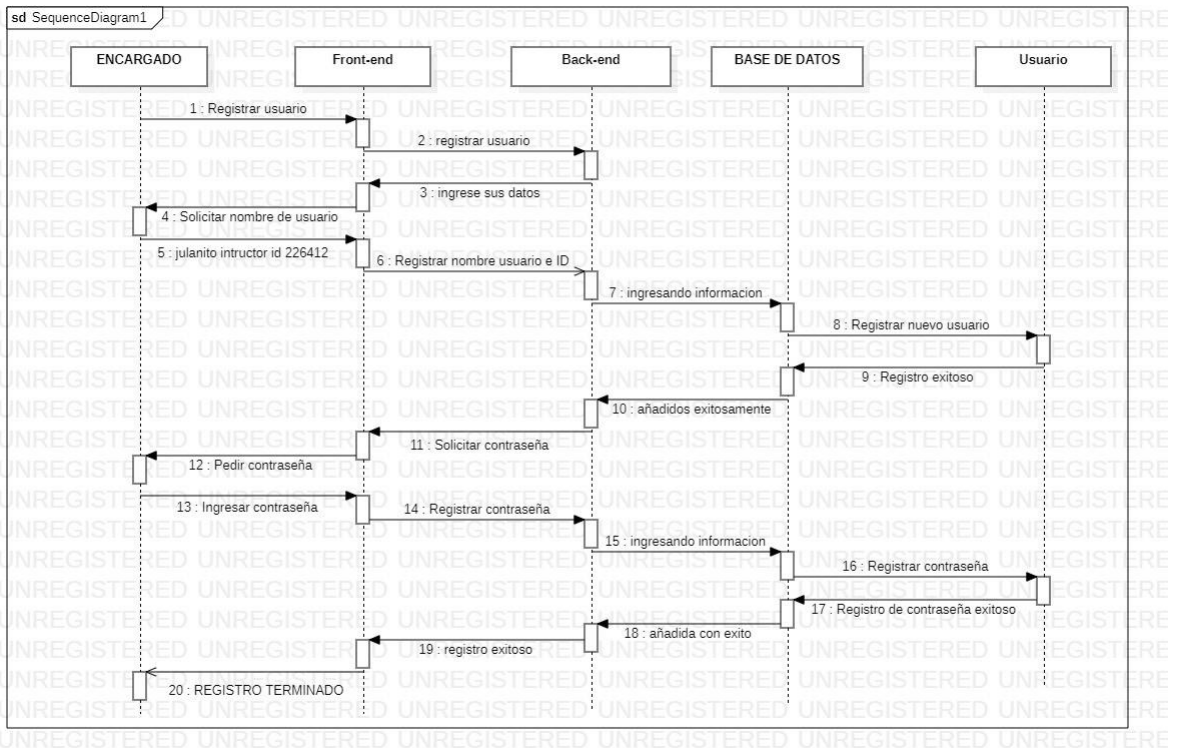 sd SequenceDiagram1
ENCARGADO Front-end Back-end BASE DE DATOS Usuario
1 : Registrar usuario
2 : registrar usuario
3 : ingrese sus datos
4 : Solicitar nombre de usuario
5 : julanito intructor id 226412
6 : Registrar nombre usuario e ID
7 : ingresando informacion
8 : Registrar nuevo usuario
9 : Registro exitoso
10 : añadidos exitosamente
11 : Solicitar contraseña
12 : Pedir contraseña
13 : Ingresar contraseña
14 : Registrar contraseña
15 : ingresando informacion
16 : Registrar contraseña
17 : Registro de contraseña exitoso
18 : añadida con exito
19 : registro exitoso
20 : REGISTRO TERMINADO
UNREGISTERED